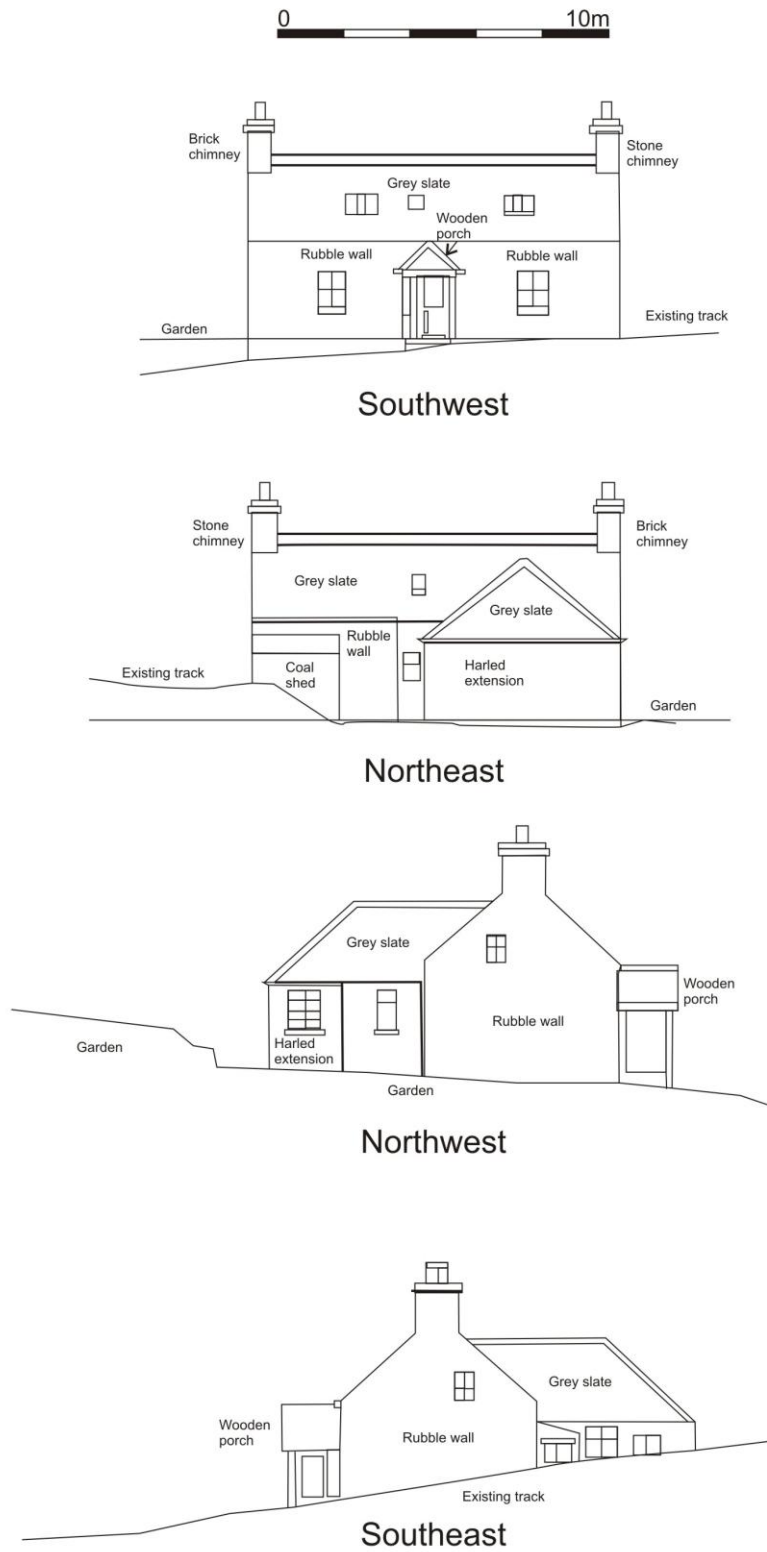 0 10m
Brick
chimney
Stone
chimney
Grey slate
Wooden
porch
Rubble wall
Rubble wall
Garden
Existing track
Southwest
Stone
chimney
Brick
chimney
Grey slate
Grey slate
Rubble
wall
Coal
shed
Harled
extension
Existing track
Garden
Northeast
Grey slate
Wooden
porch
Rubble wall
Harled
extension
Garden
Garden
Northwest
Grey slate
Wooden
porch
Rubble wall
Existing track
Southeast